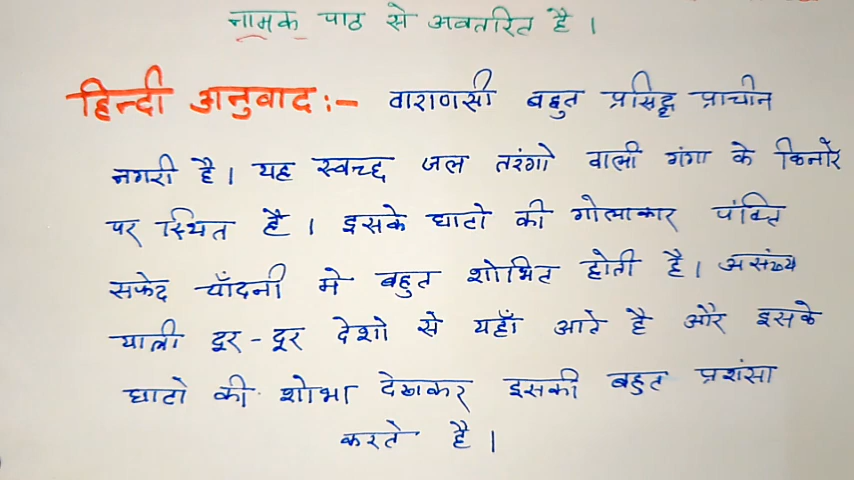 नामक पाठ से अवतरित है ।
हिन्दी अनुवाद :- वाराणसी बहुत प्रसिद्ध प्राचीन
नगरी है । यह स्वच्छ जल तरंगो वाली गंगा के किनारे
पर स्थित है । इसके घाटो की गोलाकार पंक्ति
सफेद चाँदनी मे बहुत शोभित होती है । असंख्य
यात्री दूर-दूर देशो से यहाँ आते है और इसके
घाटो की शोभा देखकर इसकी बहुत प्रशंसा
करते है ।